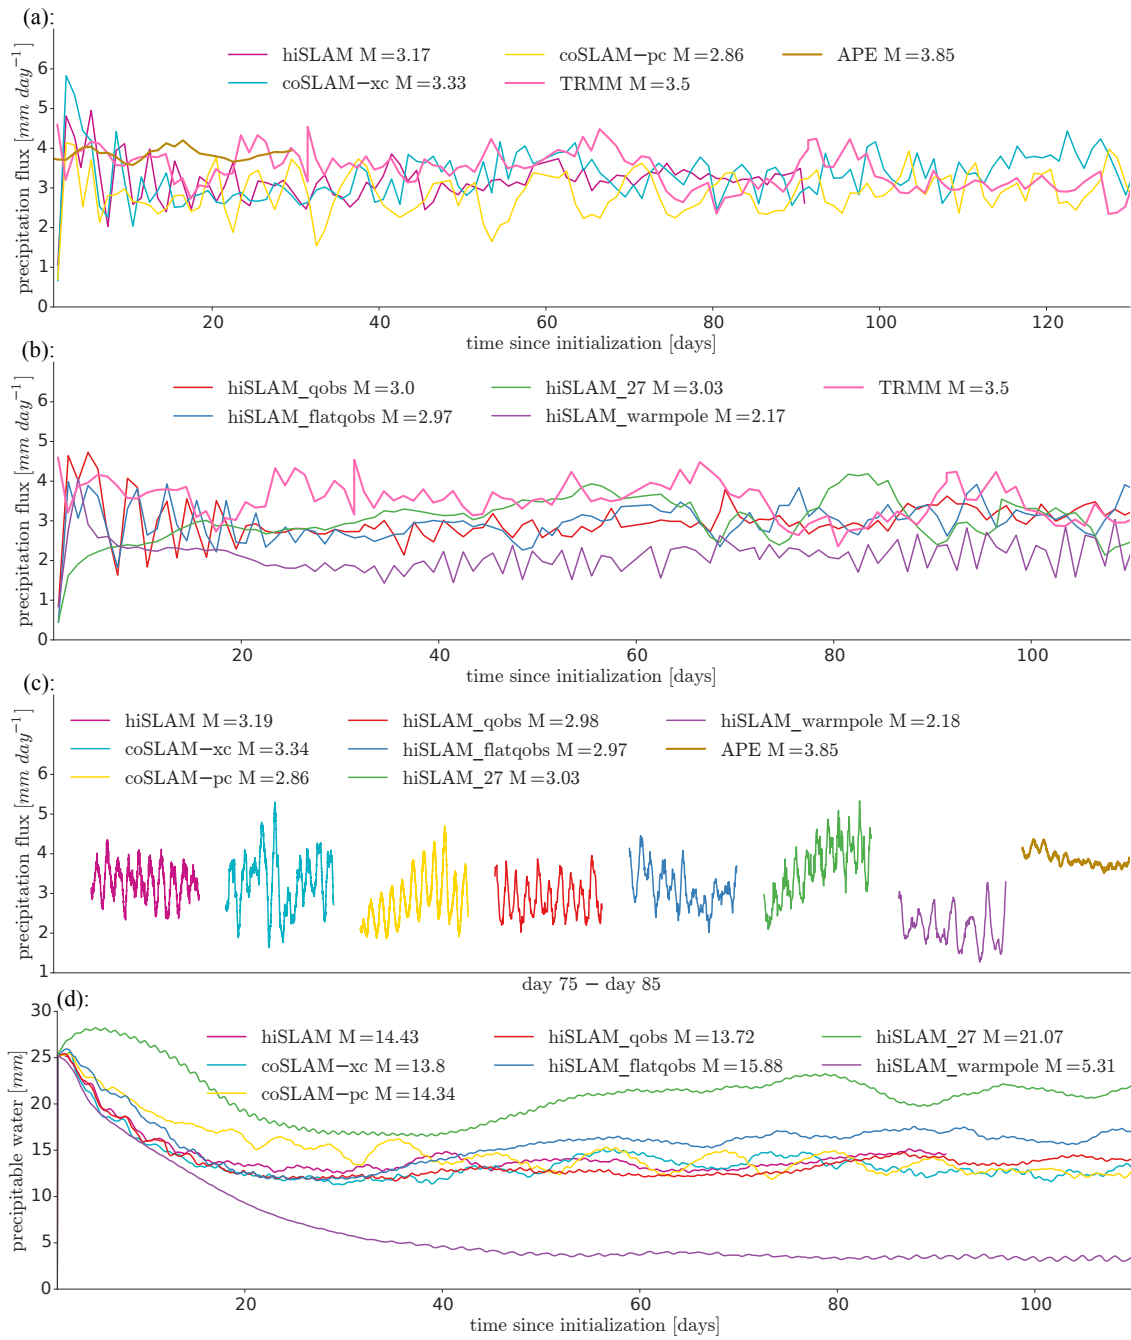 (a):
hiSLAM M=3.17
coSLAM−pc M=2.86
APE M=3.85
coSLAM−xc M=3.33
TRMM M=3.5
precipitation flux [mm day−1]
6
5
4
3
2
1
0
20 40 60 80 100 120
time since initialization [days]
(b):
hiSLAM_qobs M=3.0
hiSLAM_27 M=3.03
TRMM M=3.5
hiSLAM_flatqobs M=2.97
hiSLAM_warmpole M=2.17
precipitation flux [mm day−1]
6
5
4
3
2
1
0
20 40 60 80 100
time since initialization [days]
(c):
hiSLAM M=3.19
hiSLAM_qobs M=2.98
hiSLAM_warmpole M=2.18
coSLAM−xc M=3.34
hiSLAM_flatqobs M=2.97
APE M=3.85
coSLAM−pc M=2.86
hiSLAM_27 M=3.03
precipitation flux [mm day−1]
6
5
4
3
2
1
day 75 − day 85
(d):
hiSLAM M=14.43
hiSLAM_qobs M=13.72
hiSLAM_27 M=21.07
coSLAM−xc M=13.8
hiSLAM_flatqobs M=15.88
hiSLAM_warmpole M=5.31
coSLAM−pc M=14.34
precipitable water [mm]
30
25
20
15
10
5
0
20 40 60 80 100
time since initialization [days]